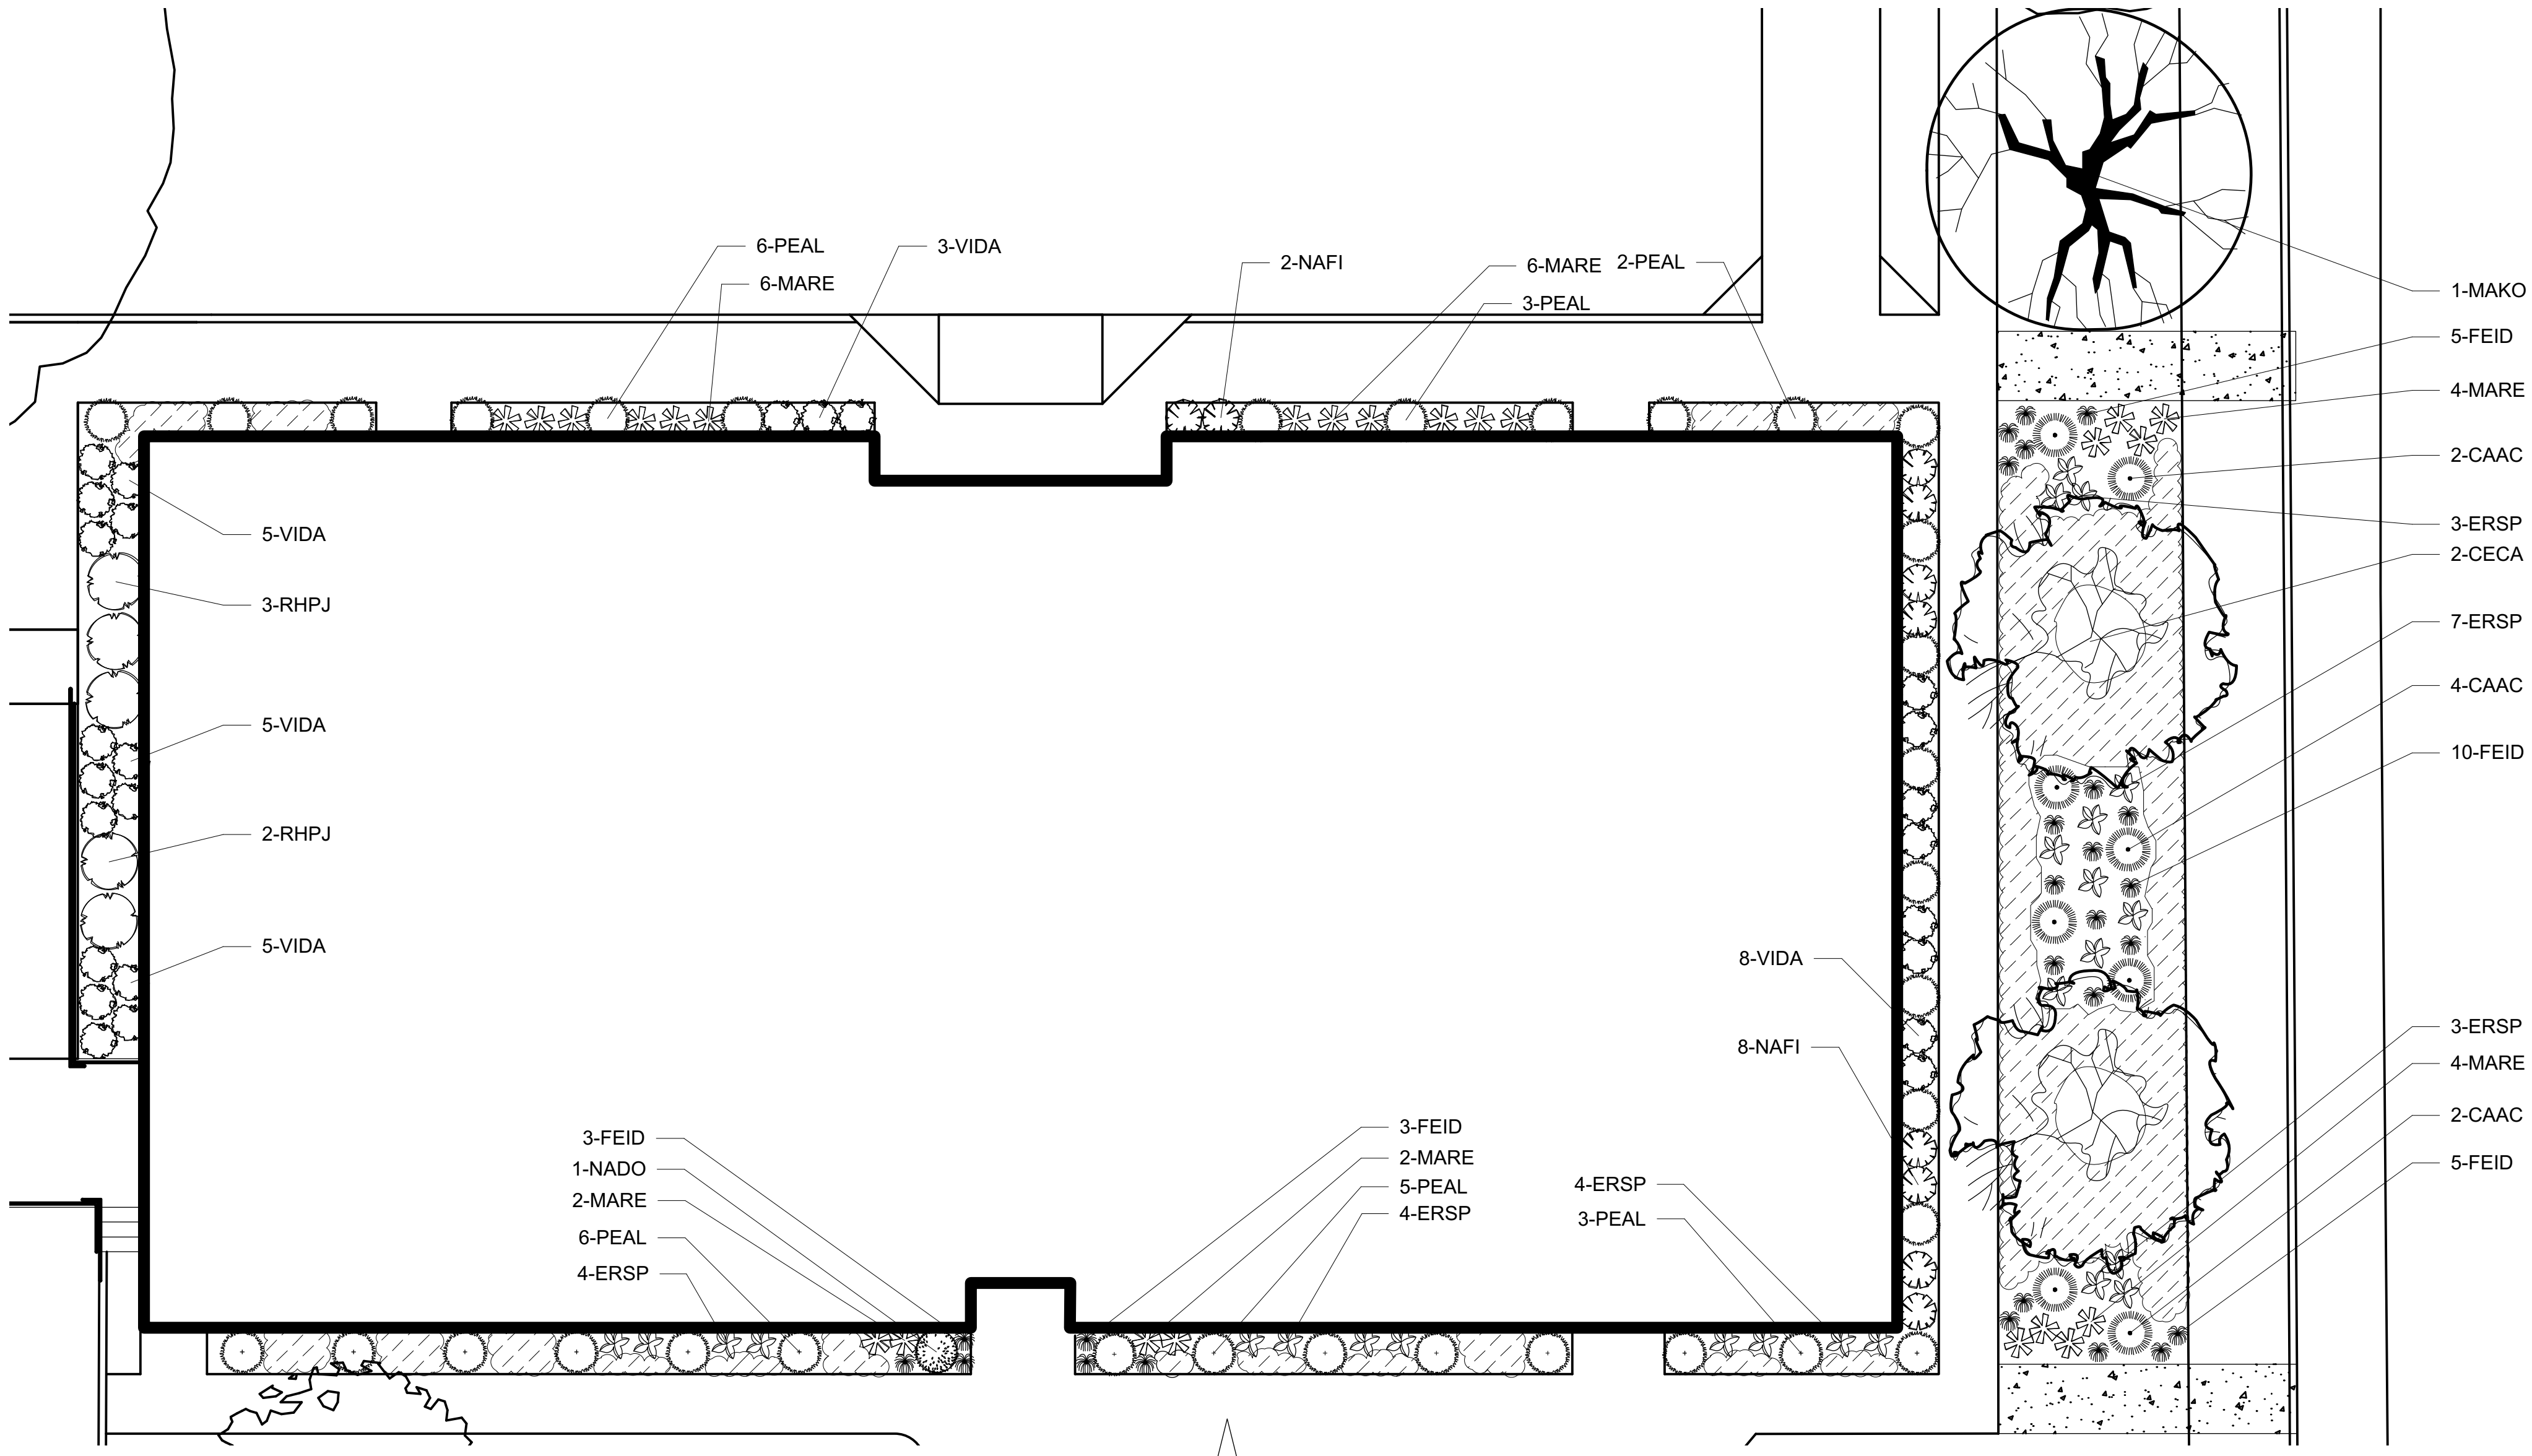 6-PEAL
3-VIDA
6-MARE
2-NAFI
6-MARE
2-PEAL
3-PEAL
1-MAKO
5-FEID
4-MARE
2-CAAC
3-ERSP
2-CECA
7-ERSP
4-CAAC
10-FEID
5-VIDA
3-RHPJ
5-VIDA
2-RHPJ
5-VIDA
8-VIDA
8-NAFI
3-ERSP
4-MARE
2-CAAC
5-FEID
3-FEID
1-NADO
2-MARE
6-PEAL
4-ERSP
3-FEID
2-MARE
5-PEAL
4-ERSP
4-ERSP
3-PEAL